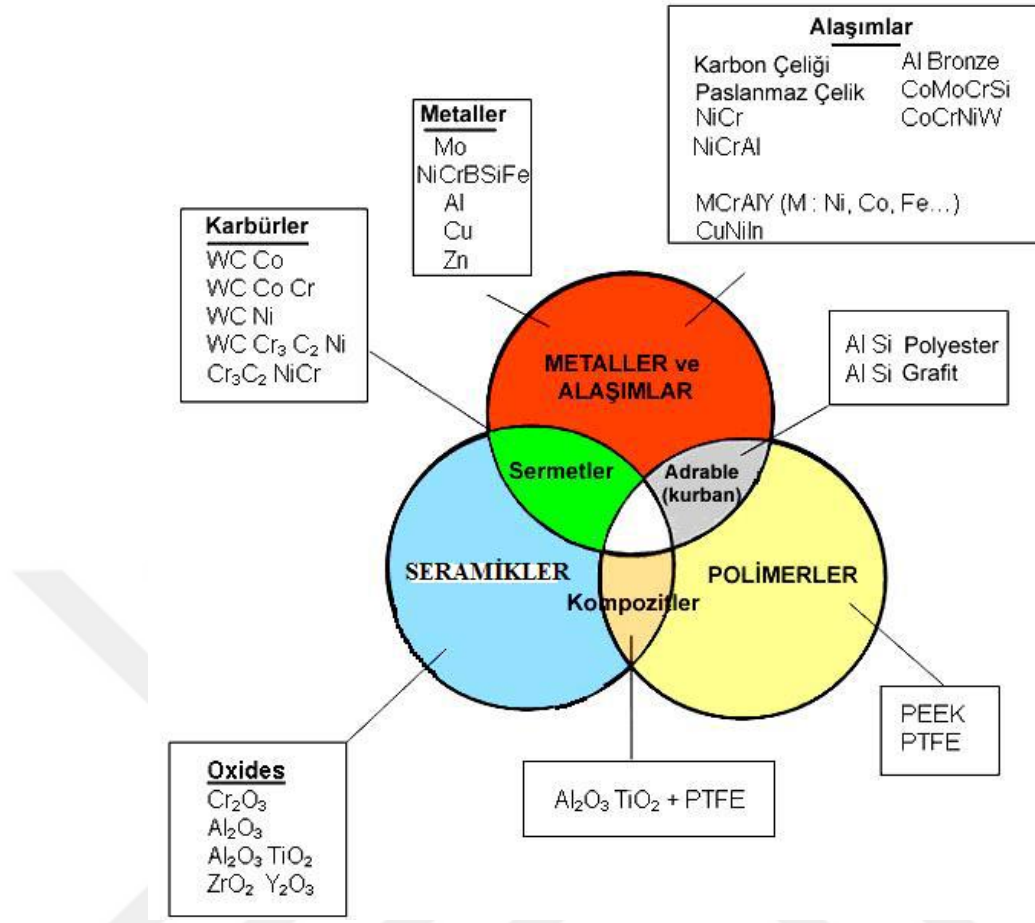 Alaşımlar
Karbon Çeliği
Paslanmaz Çelik
NiCr
NiCrAl
MCrAlY (M : Ni, Co, Fe...)
CuNiIn
Al Bronze
CoMoCrSi
CoCrNiW
Metaller
Mo
NiCrBSiFe
Al
Cu
Zn
Karbürler
WC Co
WC Co Cr
WC Ni
WC Cr₃ C₂ Ni
Cr₃C₂ NiCr
METALLER ve
ALAŞIMLAR
Al Si Polyester
Al Si Grafit
Sermetler
Adrable
(kurban)
SERAMİKLER
POLİMERLER
Kompozitler
PEEK
PTFE
Oxides
Cr₂O₃
Al₂O₃
Al₂O₃ TiO₂
ZrO₂ Y₂O₃
Al₂O₃ TiO₂ + PTFE